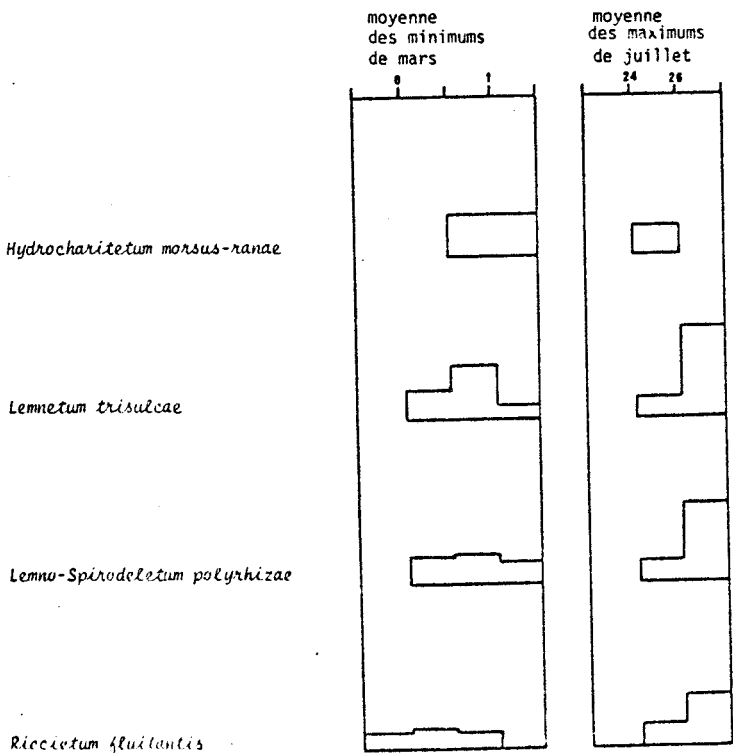 moyenne
des minimums
de mars
0 1
moyenne
des maximums
de juillet
24 26
Hydrocharitetum morsus-ranae
Lemnetum trisulcae
Lemno-Spirodeletum polyrhizae
Riccietum fluitantis